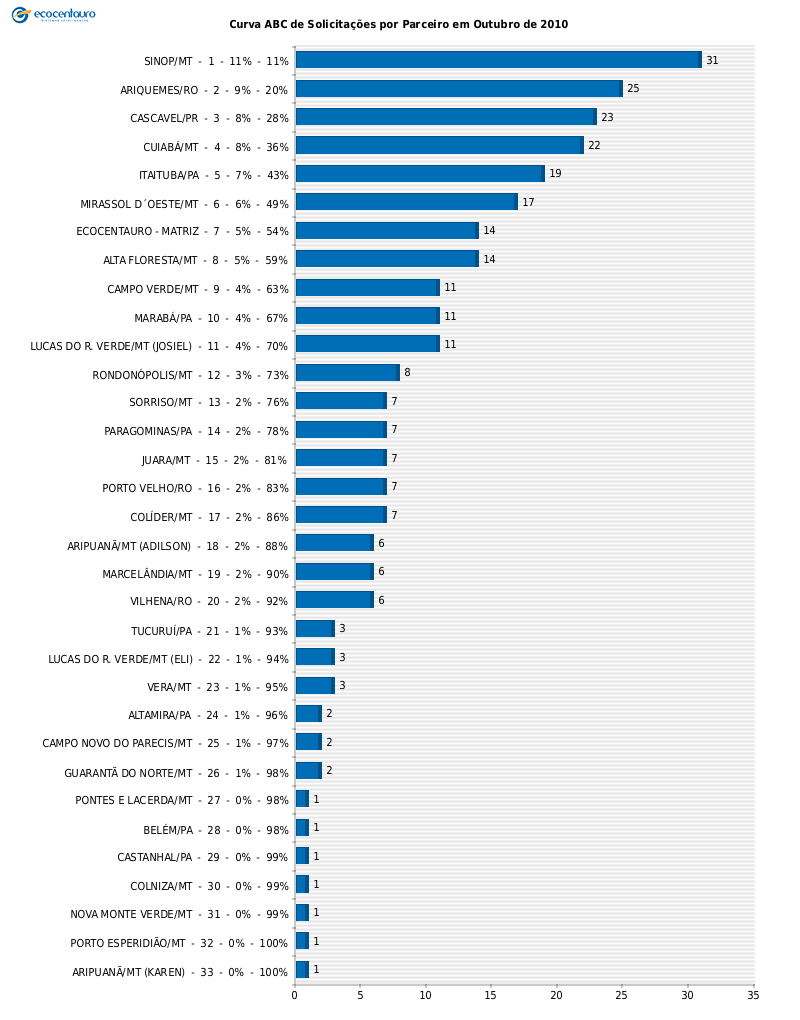 ecocentauro
Curva ABC de Solicitações por Parceiro em Outubro de 2010
SINOP/MT - 1 - 11% - 11% 31
ARIQUEMES/RO - 2 - 9% - 20% 25
CASCAVEL/PR - 3 - 8% - 28% 23
CUIABÁ/MT - 4 - 8% - 36% 22
ITAITUBA/PA - 5 - 7% - 43% 19
MIRASSOL D´OESTE/MT - 6 - 6% - 49% 17
ECOCENTAURO - MATRIZ - 7 - 5% - 54% 14
ALTA FLORESTA/MT - 8 - 5% - 59% 14
CAMPO VERDE/MT - 9 - 4% - 63% 11
MARABÁ/PA - 10 - 4% - 67% 11
LUCAS DO R. VERDE/MT (JOSIEL) - 11 - 4% - 70% 11
RONDONÓPOLIS/MT - 12 - 3% - 73% 8
SORRISO/MT - 13 - 2% - 76% 7
PARAGOMINAS/PA - 14 - 2% - 78% 7
JUARA/MT - 15 - 2% - 81% 7
PORTO VELHO/RO - 16 - 2% - 83% 7
COLÍDER/MT - 17 - 2% - 86% 7
ARIPUANÃ/MT (ADILSON) - 18 - 2% - 88% 6
MARCELÂNDIA/MT - 19 - 2% - 90% 6
VILHENA/RO - 20 - 2% - 92% 6
TUCURUÍ/PA - 21 - 1% - 93% 3
LUCAS DO R. VERDE/MT (ELI) - 22 - 1% - 94% 3
VERA/MT - 23 - 1% - 95% 3
ALTAMIRA/PA - 24 - 1% - 96% 2
CAMPO NOVO DO PARECIS/MT - 25 - 1% - 97% 2
GUARANTÃ DO NORTE/MT - 26 - 1% - 98% 2
PONTES E LACERDA/MT - 27 - 0% - 98% 1
BELÉM/PA - 28 - 0% - 98% 1
CASTANHAL/PA - 29 - 0% - 99% 1
COLNIZA/MT - 30 - 0% - 99% 1
NOVA MONTE VERDE/MT - 31 - 0% - 99% 1
PORTO ESPERIDIÃO/MT - 32 - 0% - 100% 1
ARIPUANÃ/MT (KAREN) - 33 - 0% - 100% 1
0 5 10 15 20 25 30 35